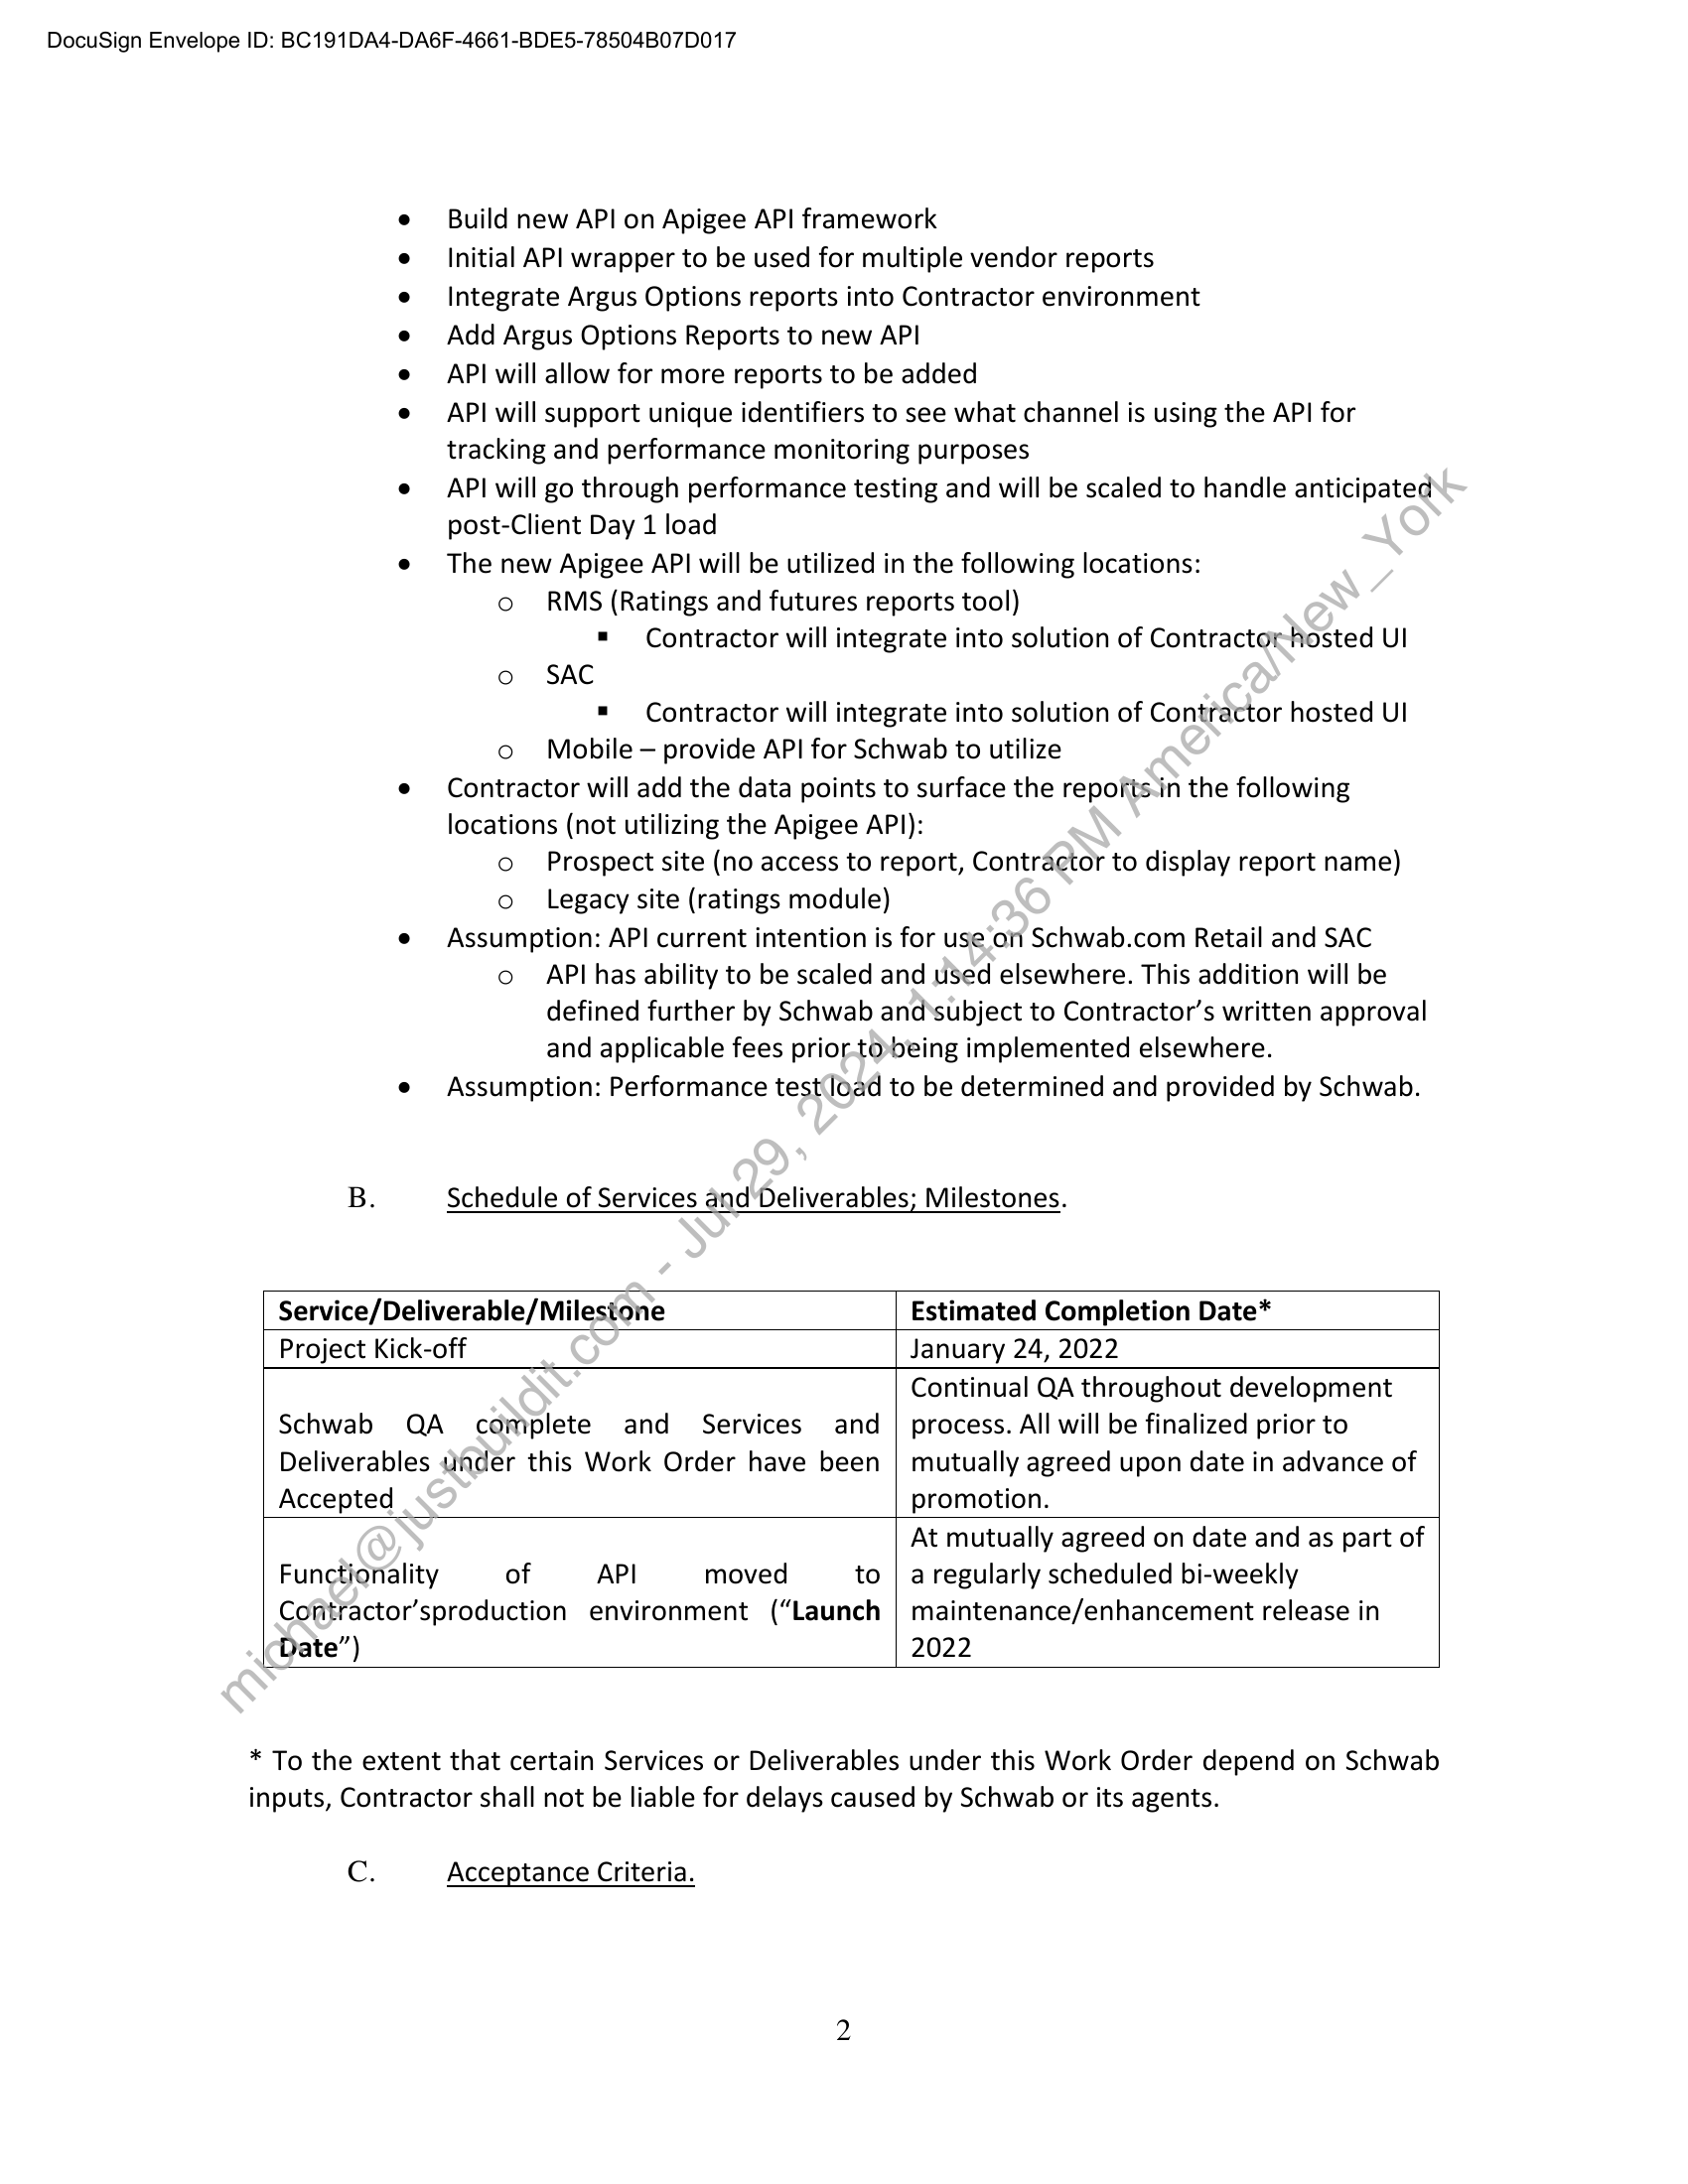 DocuSign Envelope ID: BC191DA4-DA6F-4661-BDE5-78504B07D017
• Build new API on Apigee API framework
• Initial API wrapper to be used for multiple vendor reports
• Integrate Argus Options reports into Contractor environment
• Add Argus Options Reports to new API
• API will allow for more reports to be added
• API will support unique identifiers to see what channel is using the API for
tracking and performance monitoring purposes
• API will go through performance testing and will be scaled to handle anticipated
post-Client Day 1 load
• The new Apigee API will be utilized in the following locations:
o RMS (Ratings and futures reports tool)
▪ Contractor will integrate into solution of Contractor hosted UI
o SAC
▪ Contractor will integrate into solution of Contractor hosted UI
o Mobile – provide API for Schwab to utilize
• Contractor will add the data points to surface the reports in the following
locations (not utilizing the Apigee API):
o Prospect site (no access to report, Contractor to display report name)
o Legacy site (ratings module)
• Assumption: API current intention is for use on Schwab.com Retail and SAC
o API has ability to be scaled and used elsewhere. This addition will be
defined further by Schwab and subject to Contractor’s written approval
and applicable fees prior to being implemented elsewhere.
• Assumption: Performance test load to be determined and provided by Schwab.
B. Schedule of Services and Deliverables; Milestones.
Service/Deliverable/Milestone
Estimated Completion Date*
Project Kick-off
January 24, 2022
Schwab QA complete and Services and
Deliverables under this Work Order have been
Accepted
Continual QA throughout development
process. All will be finalized prior to
mutually agreed upon date in advance of
promotion.
Functionality of API moved to
Contractor’sproduction environment (“Launch
Date”)
At mutually agreed on date and as part of
a regularly scheduled bi-weekly
maintenance/enhancement release in
2022
* To the extent that certain Services or Deliverables under this Work Order depend on Schwab
inputs, Contractor shall not be liable for delays caused by Schwab or its agents.
C. Acceptance Criteria.
2
michael@justbuildit.com - Jul 29, 2024, 1:14:36 PM America/New_York